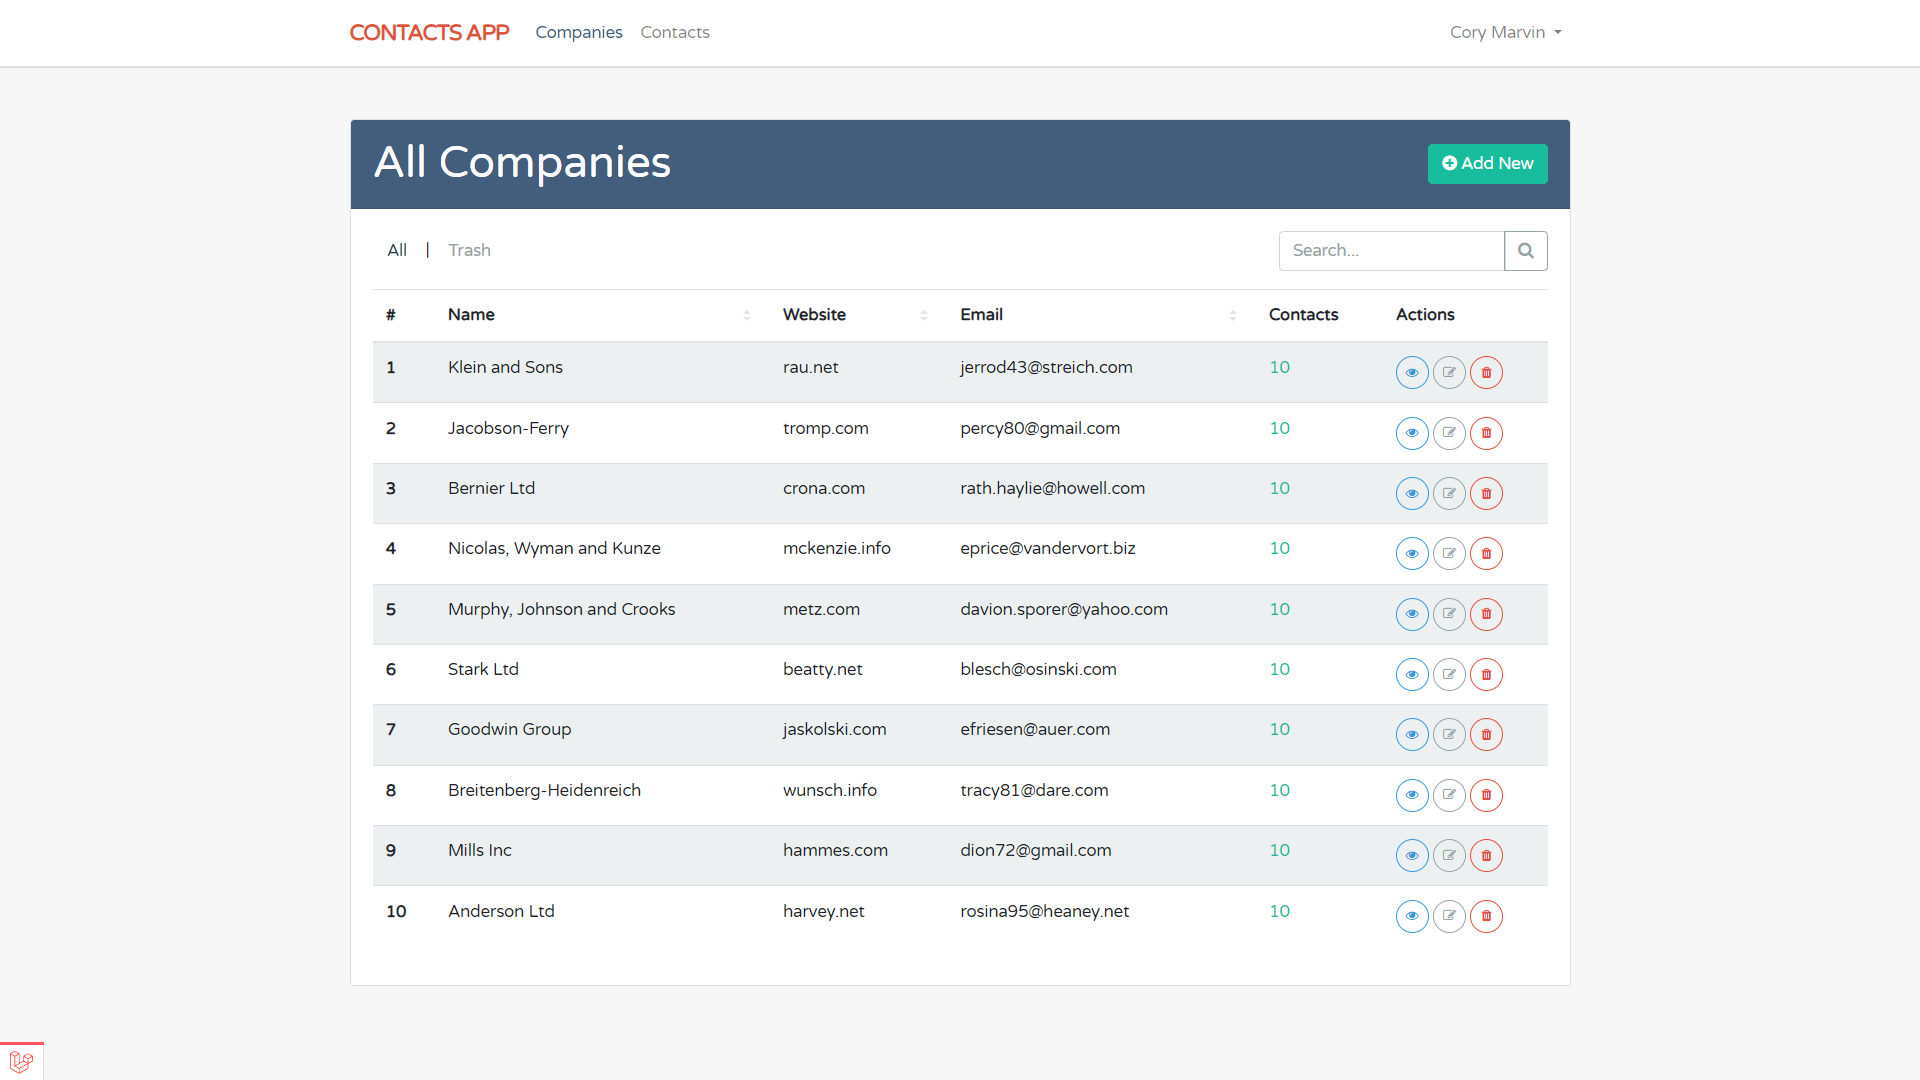 CONTACTS APP Companies Contacts Cory Marvin
All Companies Add New
All | Trash Search...
# Name Website Email Contacts Actions
1 Klein and Sons rau.net jerrod43@streich.com 10
2 Jacobson-Ferry tromp.com percy80@gmail.com 10
3 Bernier Ltd crona.com rath.haylie@howell.com 10
4 Nicolas, Wyman and Kunze mckenzie.info eprice@vandervort.biz 10
5 Murphy, Johnson and Crooks metz.com davion.sporer@yahoo.com 10
6 Stark Ltd beatty.net blesch@osinski.com 10
7 Goodwin Group jaskolski.com efriesen@auer.com 10
8 Breitenberg-Heidenreich wunsch.info tracy81@dare.com 10
9 Mills Inc hammes.com dion72@gmail.com 10
10 Anderson Ltd harvey.net rosina95@heaney.net 10